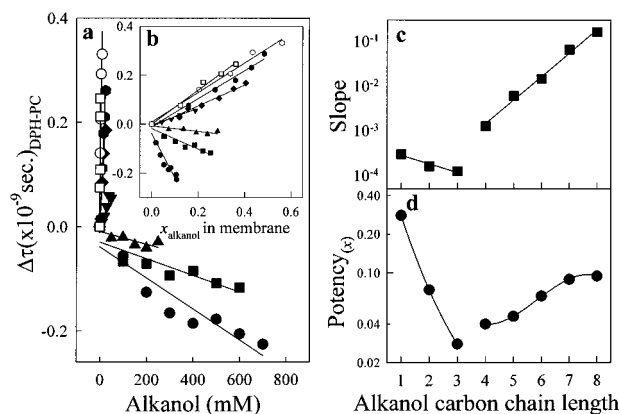 a
b
c
d
Δτ(x10⁻⁹ sec.)DPH-PC
0.4
0.2
0.0
-0.2
0 200 400 600 800
Alkanol (mM)
0.4
0.2
0.0
-0.2
0.0 0.2 0.4 0.6
xalkanol in membrane
Slope
10⁻¹
10⁻²
10⁻³
10⁻⁴
Potency(x)
0.40
0.10
0.04
0.02
1 2 3 4 5 6 7 8
Alkanol carbon chain length